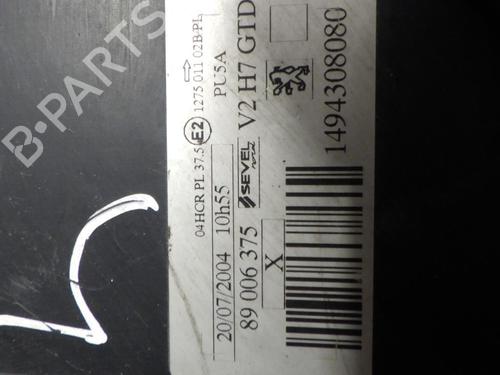 04HCR PL 37.5 E2 1275 011 02B PL
20/07/2004 10h55 PU5A
89 006 375 SEVEL V2 H7 GTD
X
1494308080